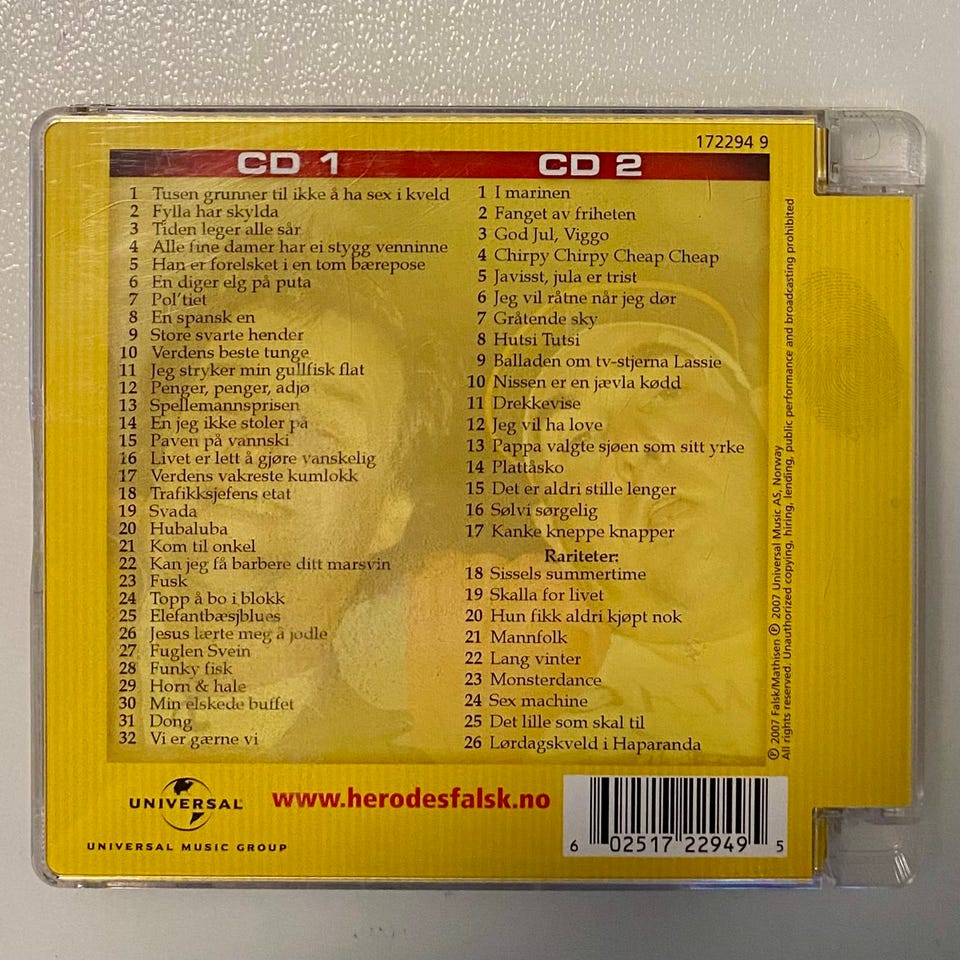 172294 9
CD 1
1 Tusen grunner til ikke å ha sex i kveld
2 Fylla har skylda
3 Tiden leger alle sår
4 Alle fine damer har ei stygg venninne
5 Han er forelsket i en tom bærepose
6 En diger elg på puta
7 Pol'tiet
8 En spansk en
9 Store svarte hender
10 Verdens beste tunge
11 Jeg stryker min gullfisk flat
12 Penger, penger, adjø
13 Spellemannsprisen
14 En jeg ikke stoler på
15 Paven på vannski
16 Livet er lett å gjøre vanskelig
17 Verdens vakreste kumlokk
18 Trafikksjefens etat
19 Svada
20 Hubaluba
21 Kom til onkel
22 Kan jeg få barbere ditt marsvin
23 Fusk
24 Topp å bo i blokk
25 Elefantbæsjblues
26 Jesus lærte meg å jodle
27 Fuglen Svein
28 Funky fisk
29 Horn & hale
30 Min elskede buffet
31 Dong
32 Vi er gærne vi
CD 2
1 I marinen
2 Fanget av friheten
3 God Jul, Viggo
4 Chirpy Chirpy Cheap Cheap
5 Javisst, jula er trist
6 Jeg vil råtne når jeg dør
7 Gråtende sky
8 Hutsi Tutsi
9 Balladen om tv-stjerna Lassie
10 Nissen er en jævla kødd
11 Drekkevise
12 Jeg vil ha love
13 Pappa valgte sjøen som sitt yrke
14 Plattåsko
15 Det er aldri stille lenger
16 Sølvi sørgelig
17 Kanke kneppe knapper
Rariteter:
18 Sissels summertime
19 Skalla for livet
20 Hun fikk aldri kjøpt nok
21 Mannfolk
22 Lang vinter
23 Monsterdance
24 Sex machine
25 Det lille som skal til
26 Lørdagskveld i Haparanda
℗ 2007 Falsk/Mathisen ℗ 2007 Universal Music AS, Norway
All rights reserved. Unauthorized copying, hiring, lending, public performance and broadcasting prohibited
UNIVERSAL
UNIVERSAL MUSIC GROUP
www.herodesfalsk.no
6 02517 22949 5